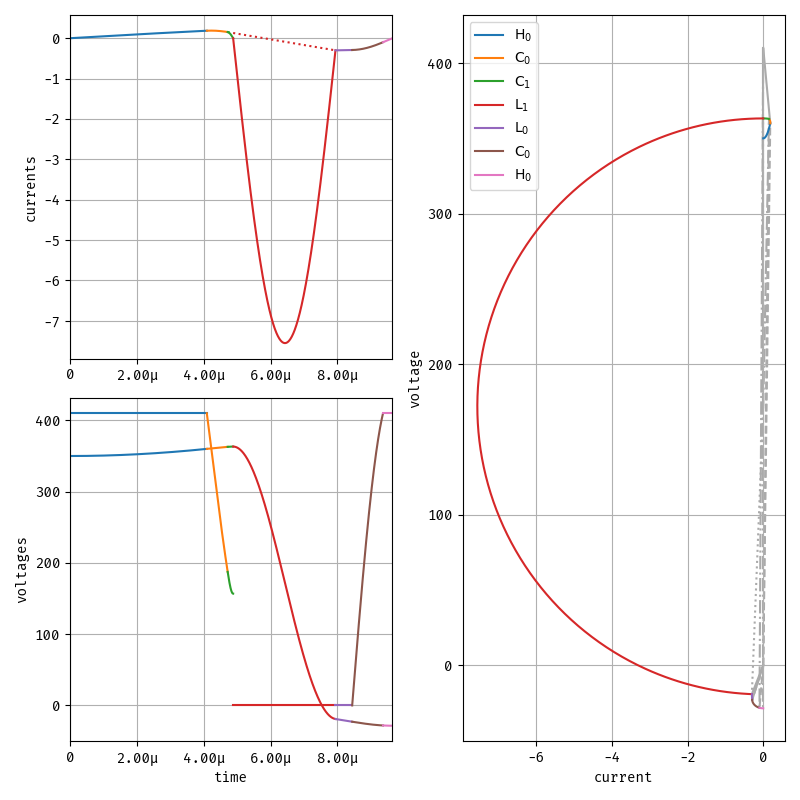 currents
0
-1
-2
-3
-4
-5
-6
-7
0 2.00μ 4.00μ 6.00μ 8.00μ
voltages
400
300
200
100
0
0 2.00μ 4.00μ 6.00μ 8.00μ
time
voltage
400
300
200
100
0
H₀
C₀
C₁
L₁
L₀
C₀
H₀
-6 -4 -2 0
current